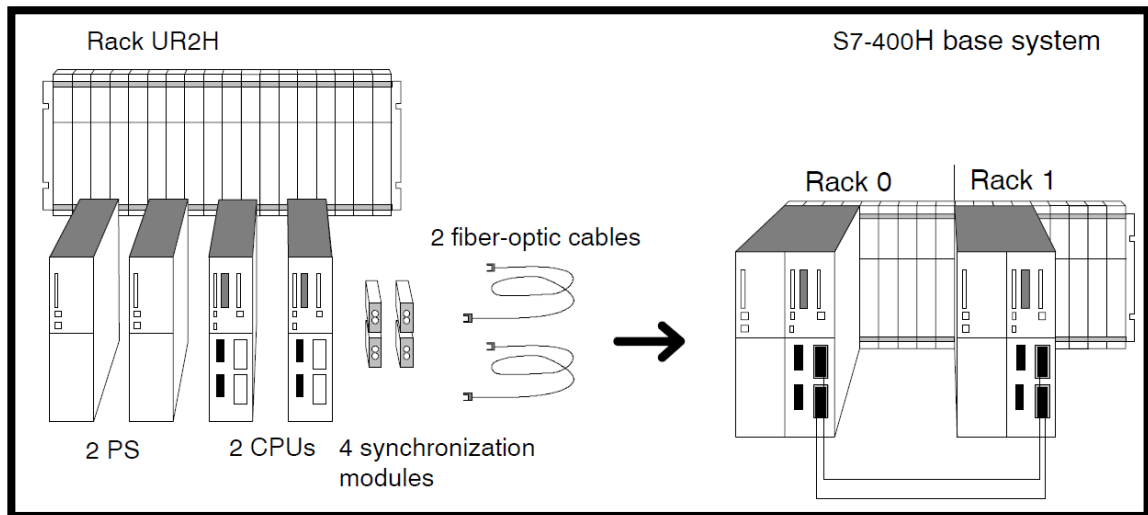 Rack UR2H
S7-400H base system
Rack 0
Rack 1
2 fiber-optic cables
2 PS
2 CPUs
4 synchronization
modules